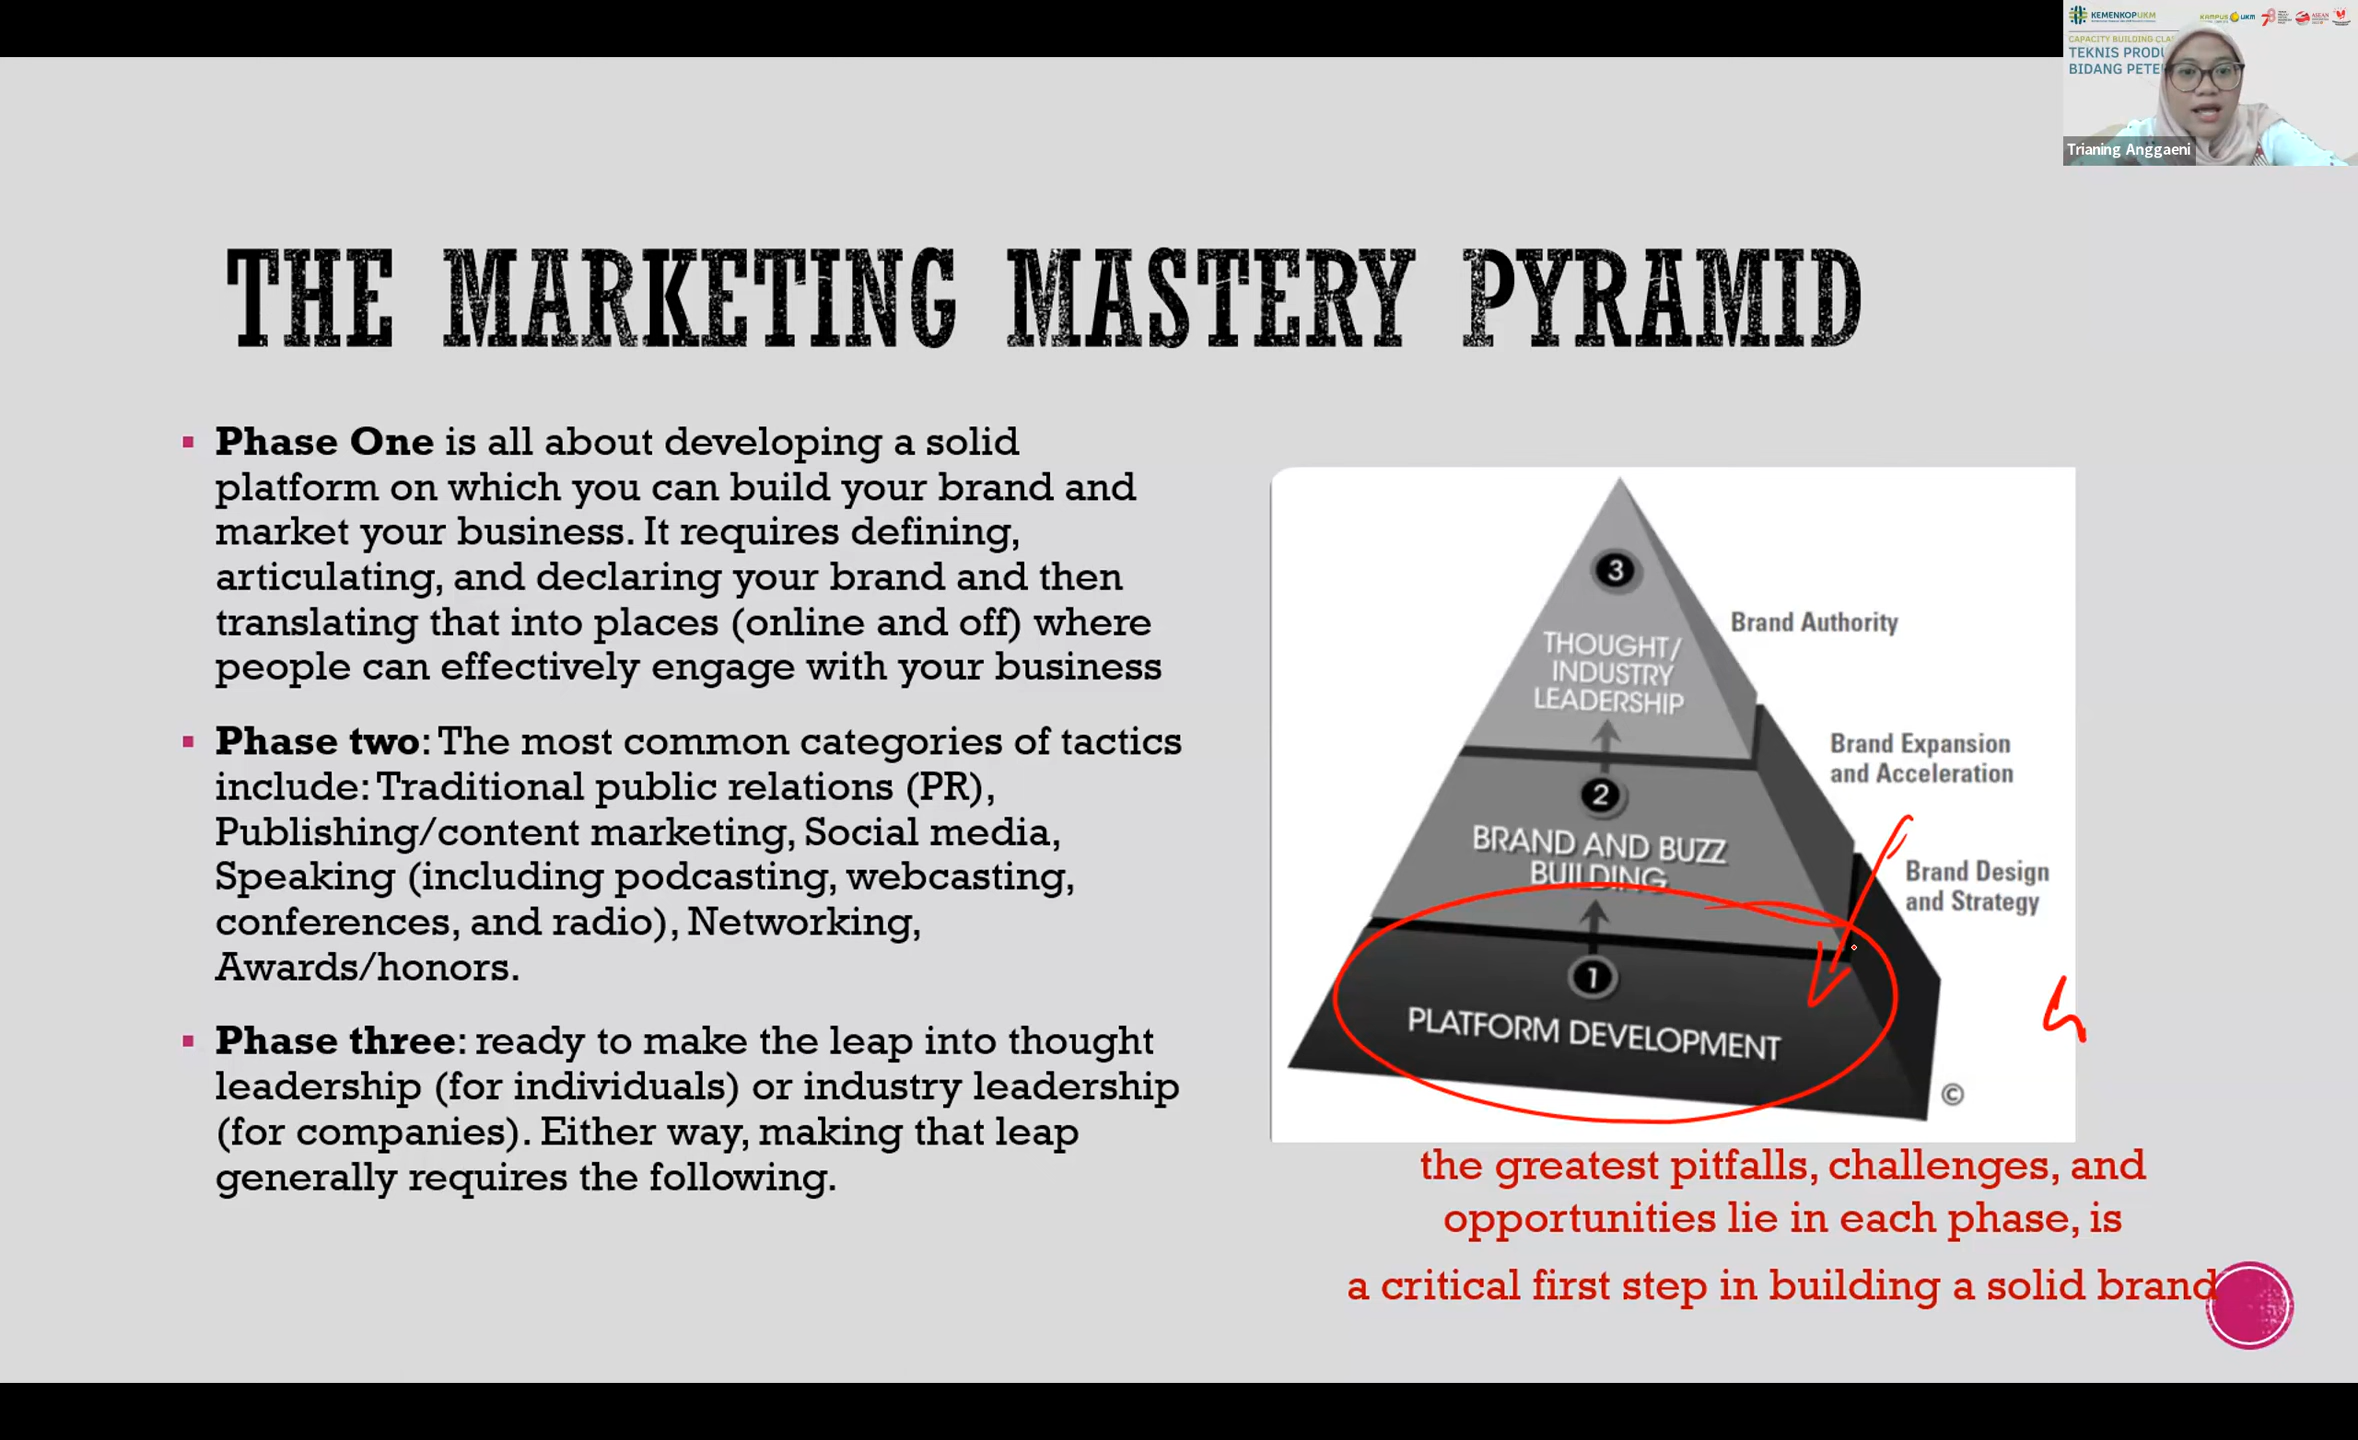 KEMENKOPUKM
KAMPUS UKM
CAPACITY BUILDING
TEKNIS
BIDANG
Trianing Anggaeni
THE MARKETING MASTERY PYRAMID
▪ Phase One is all about developing a solid
platform on which you can build your brand and
market your business. It requires defining,
articulating, and declaring your brand and then
translating that into places (online and off) where
people can effectively engage with your business
▪ Phase two: The most common categories of tactics
include: Traditional public relations (PR),
Publishing/content marketing, Social media,
Speaking (including podcasting, webcasting,
conferences, and radio), Networking,
Awards/honors.
▪ Phase three: ready to make the leap into thought
leadership (for individuals) or industry leadership
(for companies). Either way, making that leap
generally requires the following.
3
THOUGHT/
INDUSTRY
LEADERSHIP
Brand Authority
2
BRAND AND BUZZ
BUILDING
Brand Expansion
and Acceleration
1
PLATFORM DEVELOPMENT
Brand Design
and Strategy
©
the greatest pitfalls, challenges, and
opportunities lie in each phase, is
a critical first step in building a solid brand